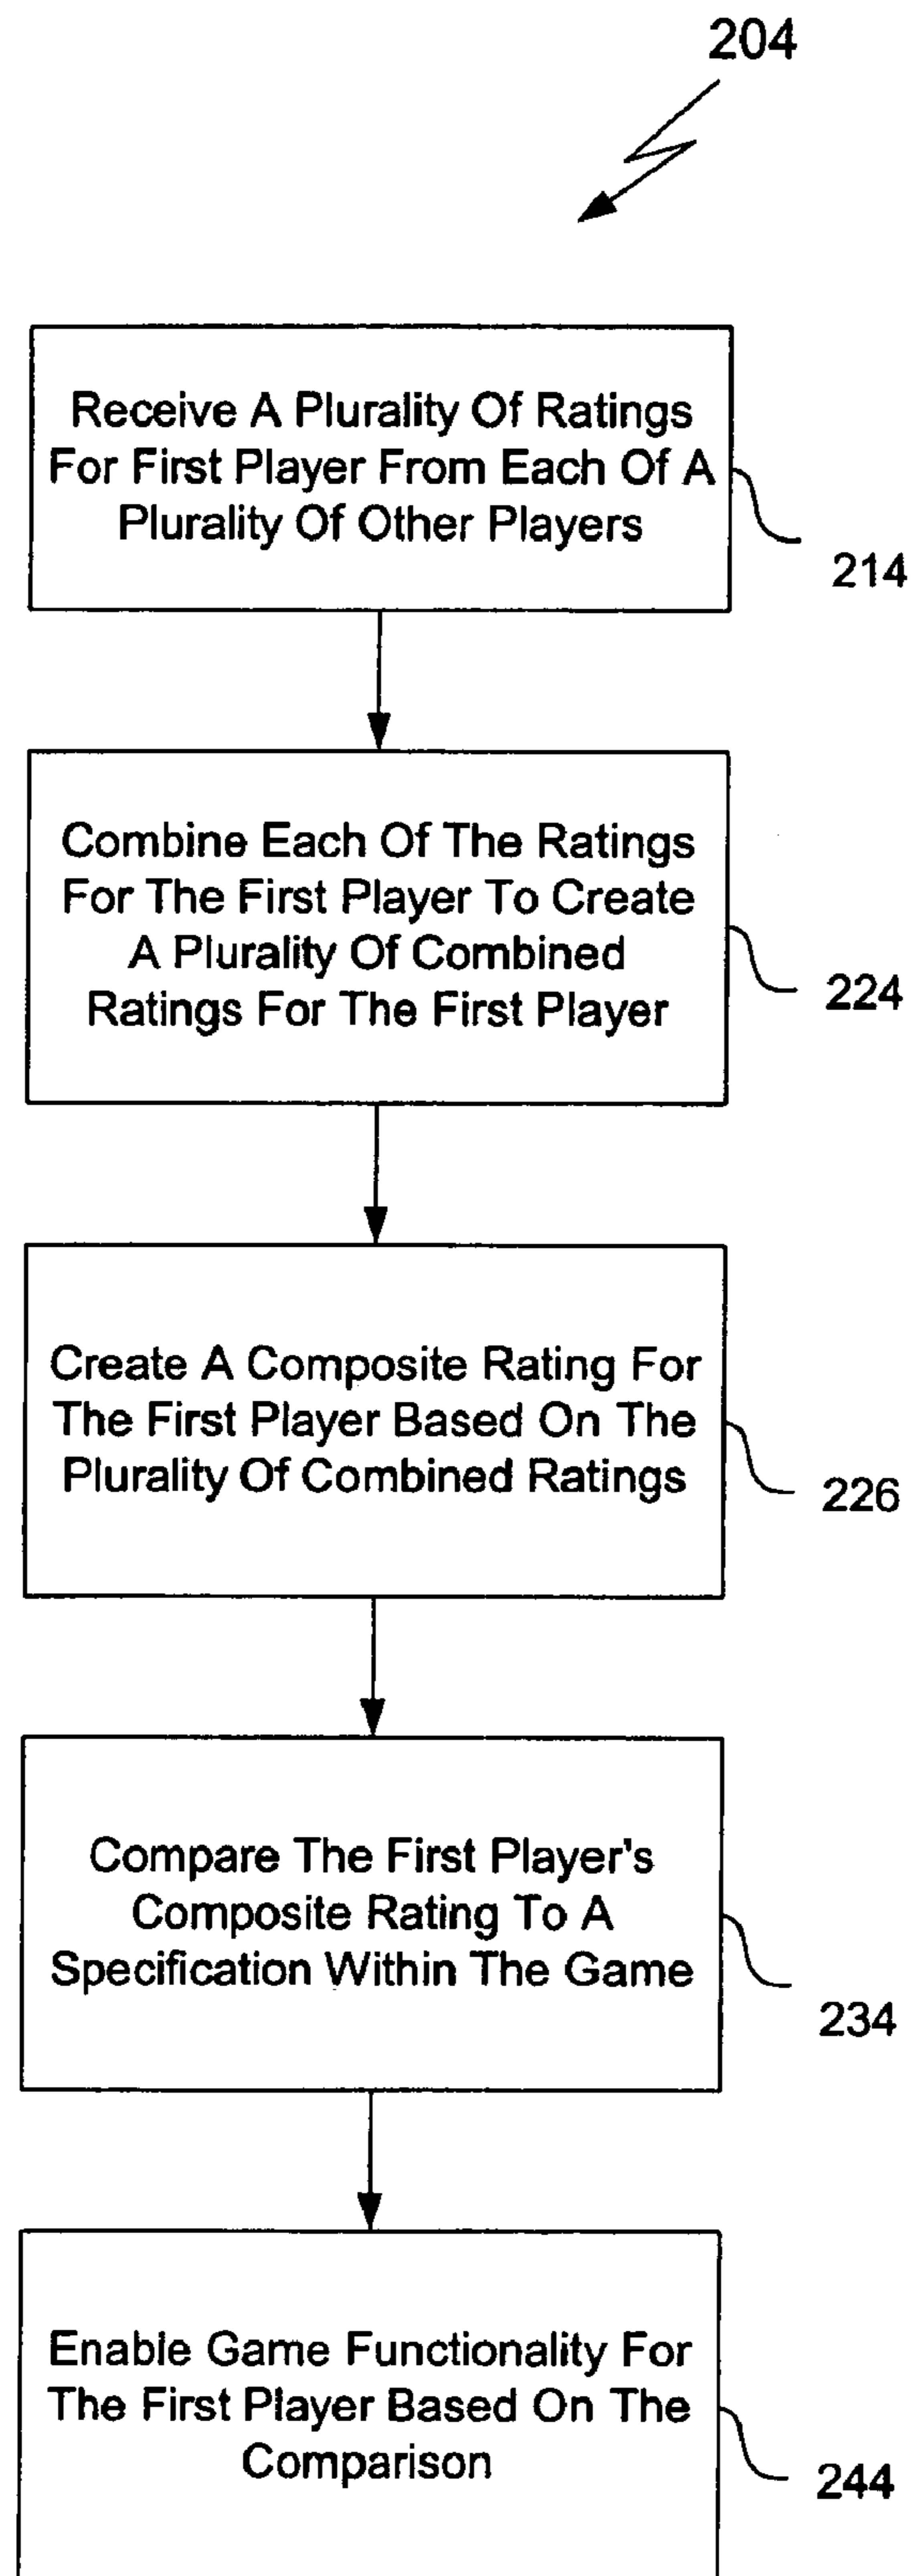 204
Receive A Plurality Of Ratings
For First Player From Each Of A
Plurality Of Other Players
214
Combine Each Of The Ratings
For The First Player To Create
A Plurality Of Combined
Ratings For The First Player
224
Create A Composite Rating For
The First Player Based On The
Plurality Of Combined Ratings
226
Compare The First Player's
Composite Rating To A
Specification Within The Game
234
Enable Game Functionality For
The First Player Based On The
Comparison
244